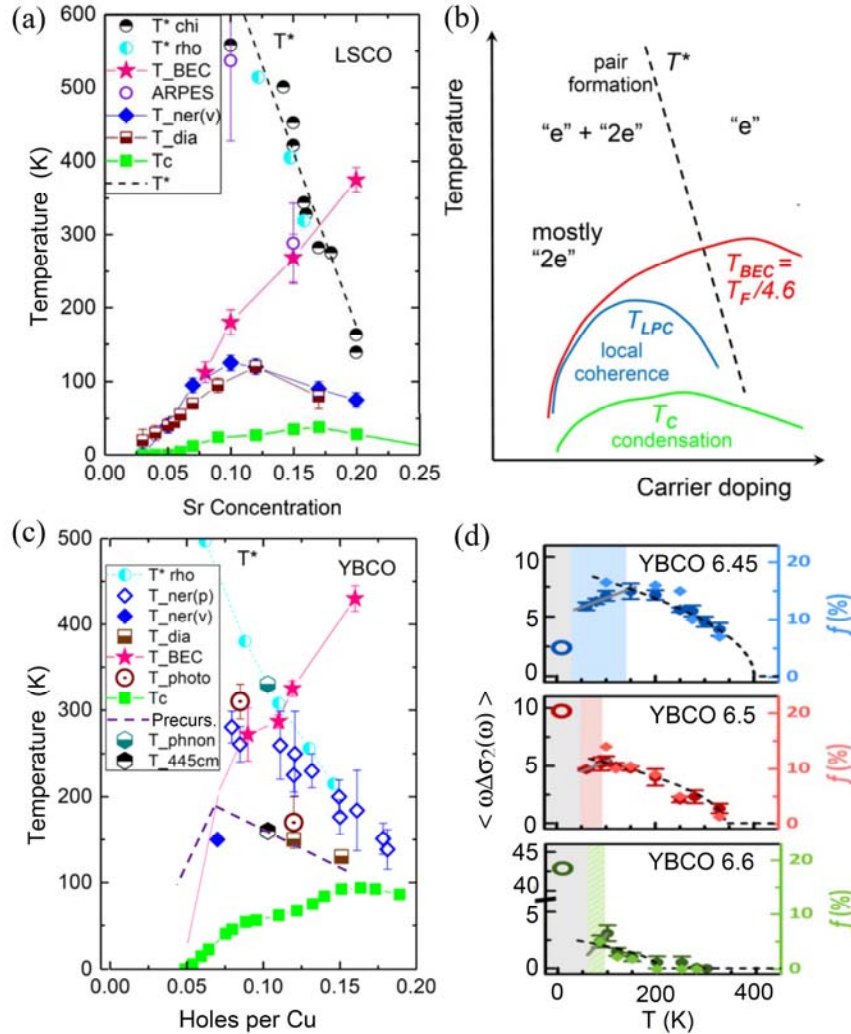 (a)
600
500
400
300
200
100
0
Temperature (K)
T* chi
T* rho
T_BEC
ARPES
T_ner(v)
T_dia
Tc
T*
T*
LSCO
0.00 0.05 0.10 0.15 0.20 0.25
Sr Concentration
(b)
Temperature
pair
formation
T*
“e” + “2e”
“e”
mostly
“2e”
T_BEC =
T_F/4.6
T_LPC
local
coherence
T_C
condensation
Carrier doping
(c)
500
400
300
200
100
0
Temperature (K)
T*
YBCO
T* rho
T_ner(p)
T_ner(v)
T_dia
T_BEC
T_photo
Tc
Precurs.
T_phnon
T_445cm
0.00 0.05 0.10 0.15 0.20
Holes per Cu
(d)
< ωΔσ2(ω) >
YBCO 6.45
10
5
0
20
10
0
f (%)
YBCO 6.5
10
5
0
20
10
0
f (%)
YBCO 6.6
45
40
5
0
20
10
0
f (%)
0 200 400
T (K)